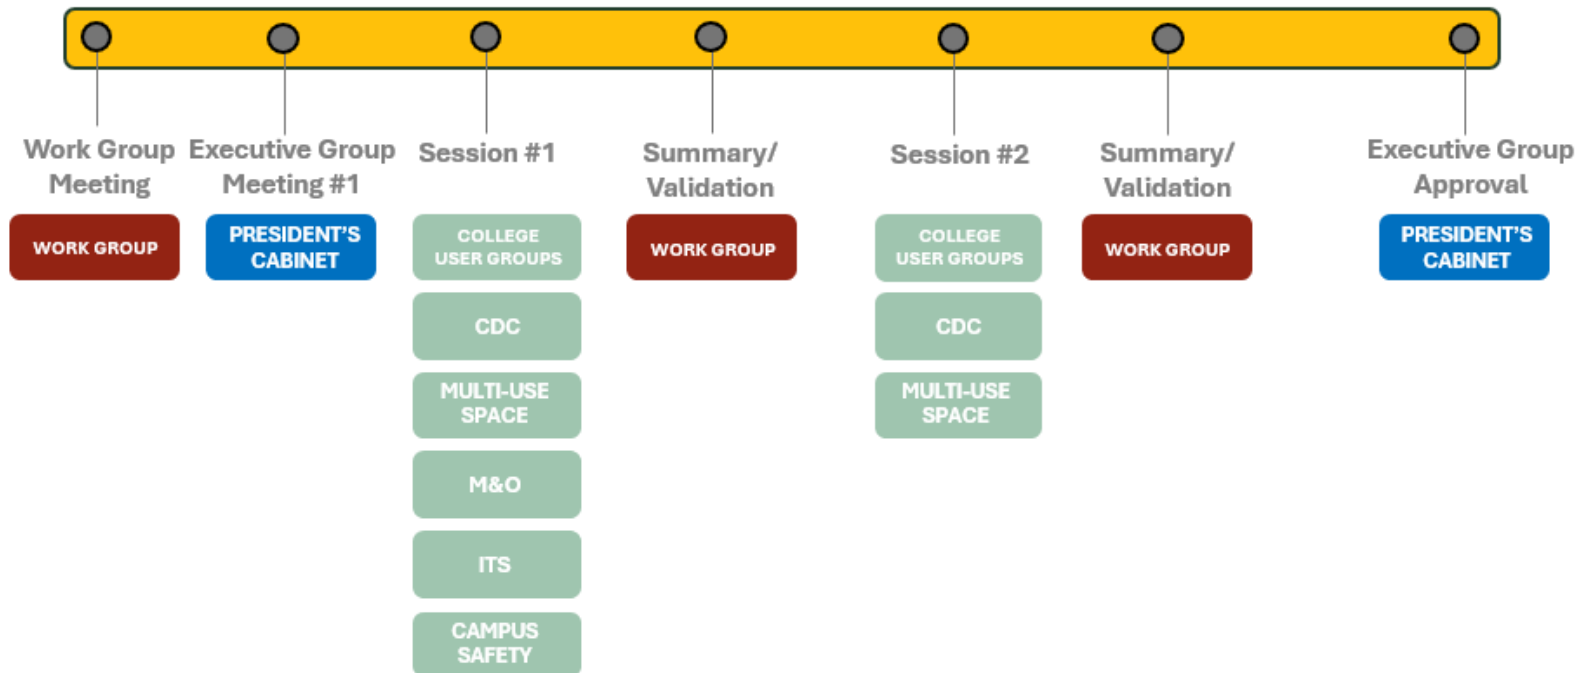 Work Group
Meeting
WORK GROUP
Executive Group
Meeting #1
PRESIDENT'S
CABINET
Session #1
COLLEGE
USER GROUPS
CDC
MULTI-USE
SPACE
M&O
ITS
CAMPUS
SAFETY
Summary/
Validation
WORK GROUP
Session #2
COLLEGE
USER GROUPS
CDC
MULTI-USE
SPACE
Summary/
Validation
WORK GROUP
Executive Group
Approval
PRESIDENT'S
CABINET